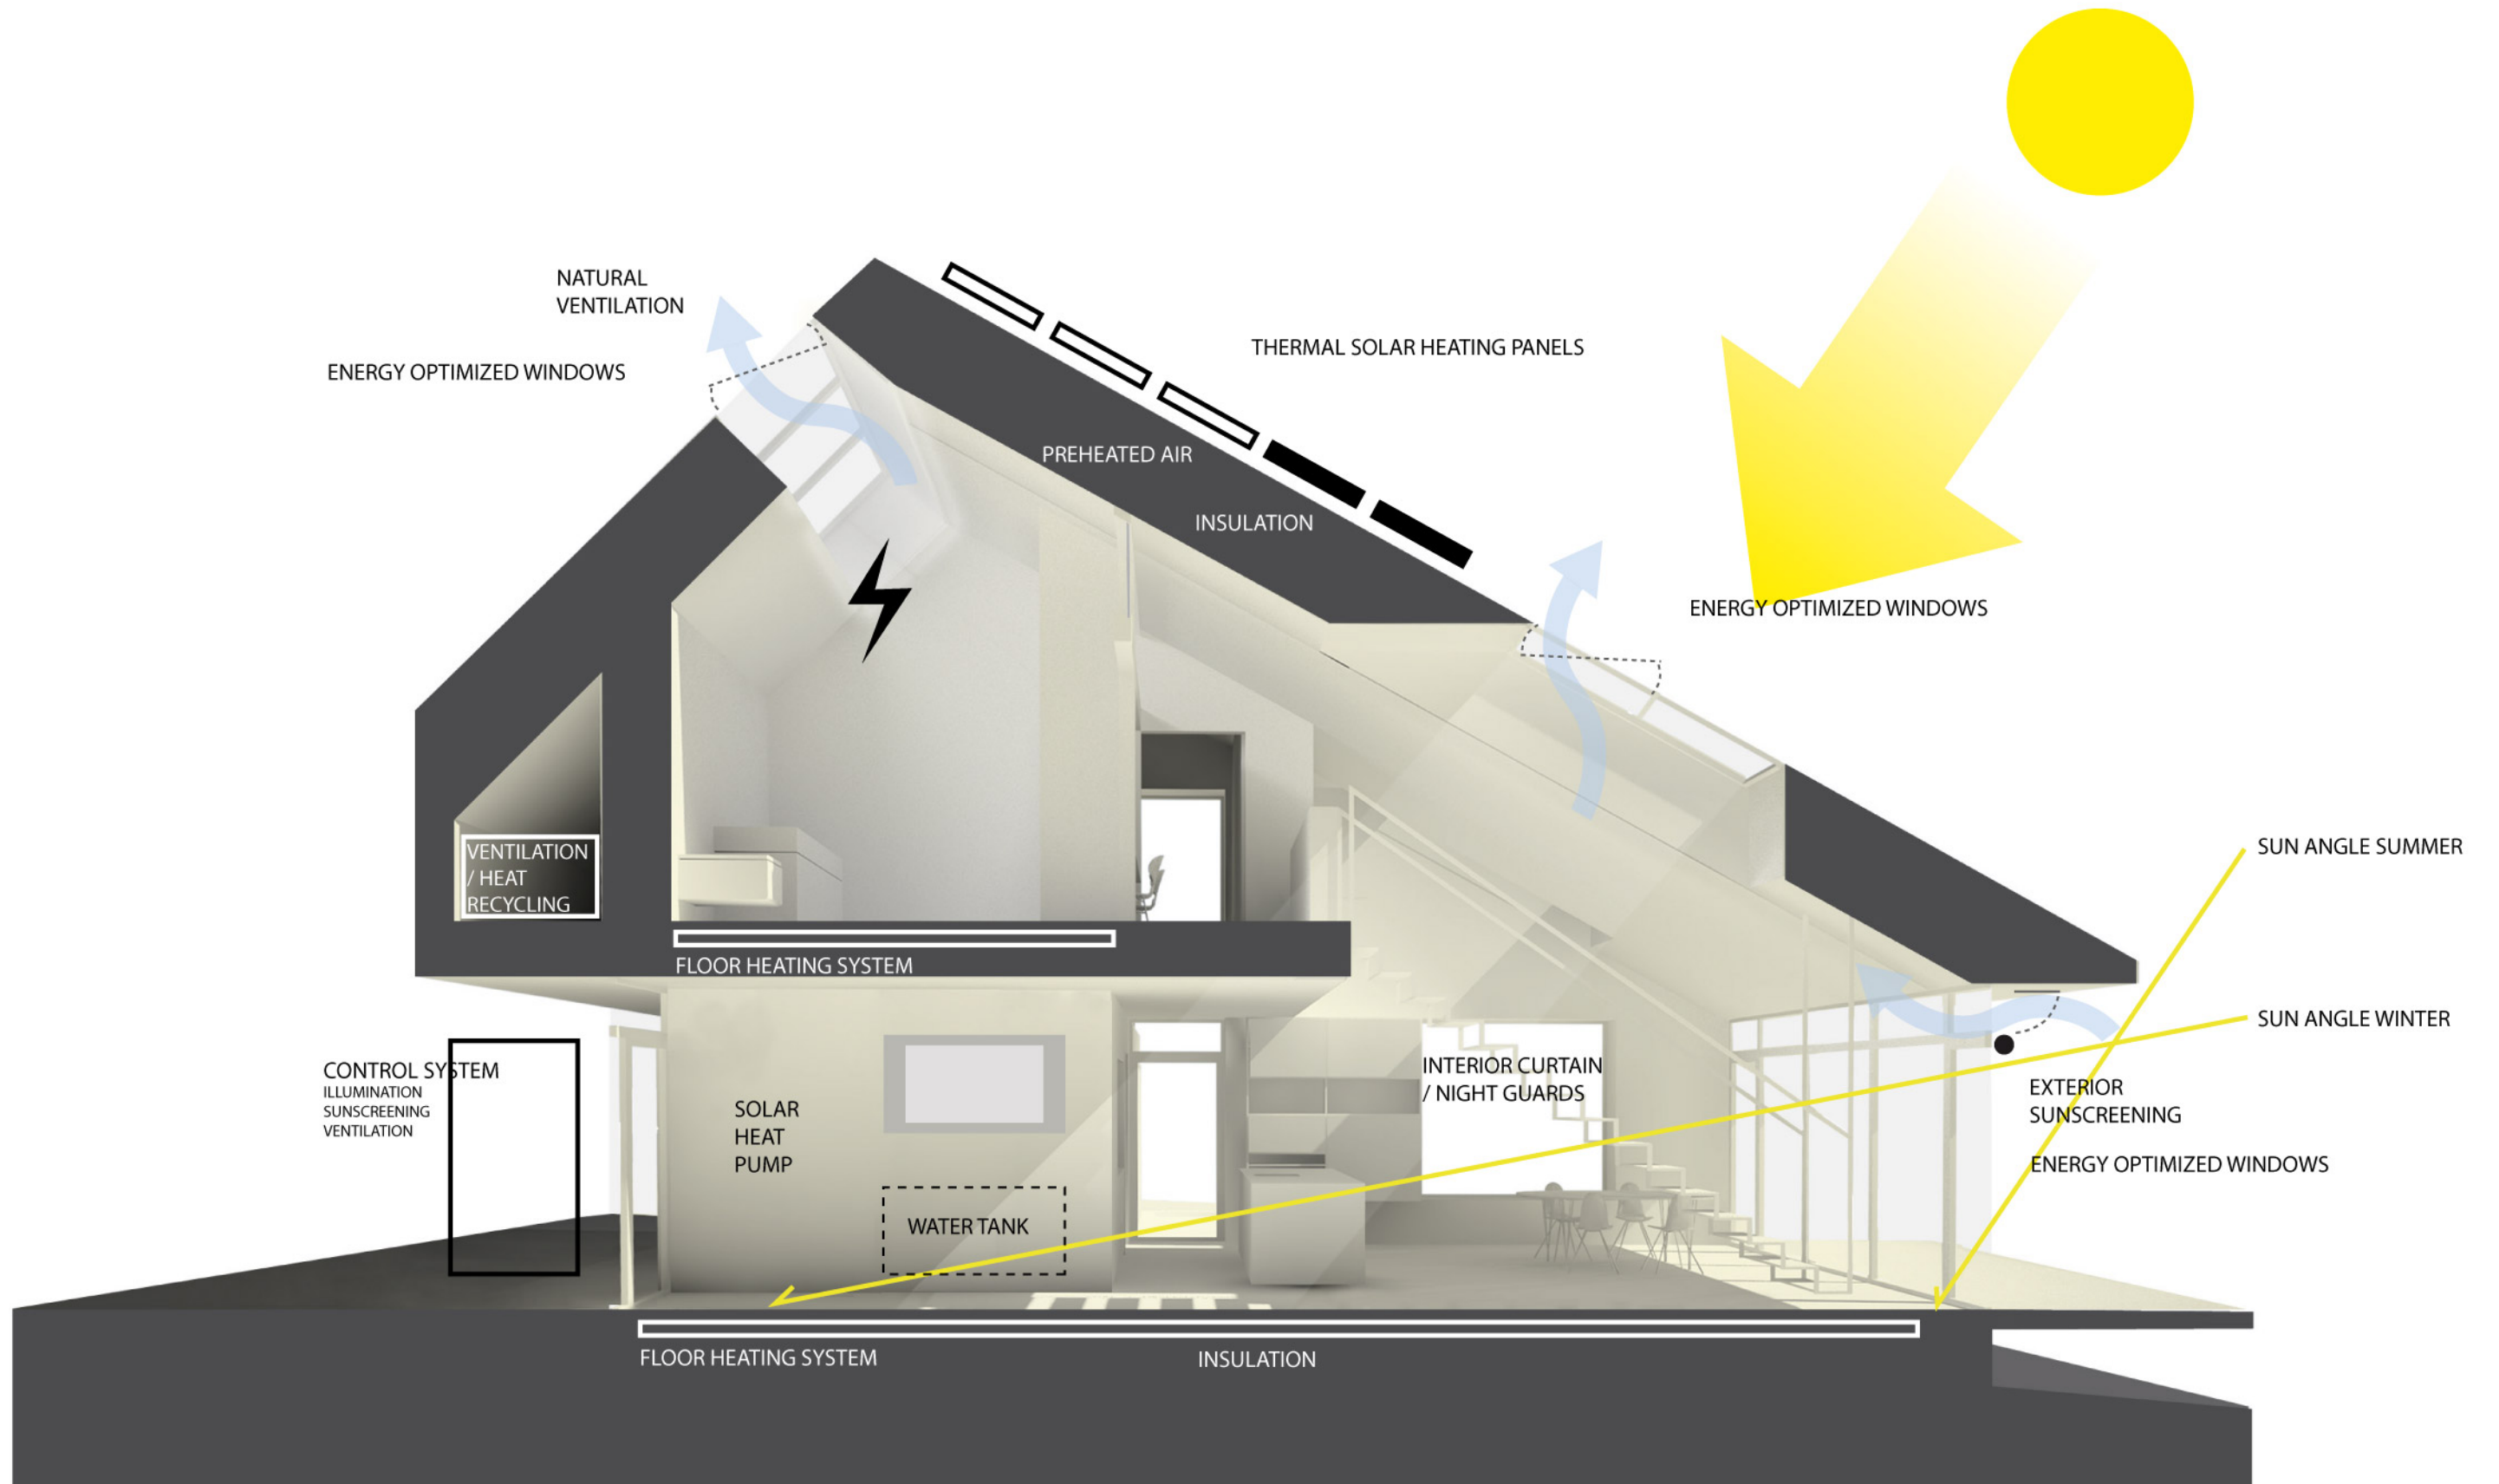 NATURAL
VENTILATION
ENERGY OPTIMIZED WINDOWS
THERMAL SOLAR HEATING PANELS
PREHEATED AIR
INSULATION
ENERGY OPTIMIZED WINDOWS
VENTILATION
/ HEAT
RECYCLING
FLOOR HEATING SYSTEM
SUN ANGLE SUMMER
SUN ANGLE WINTER
CONTROL SYSTEM
ILLUMINATION
SUNSCREENING
VENTILATION
SOLAR
HEAT
PUMP
WATER TANK
INTERIOR CURTAIN
/ NIGHT GUARDS
EXTERIOR
SUNSCREENING
ENERGY OPTIMIZED WINDOWS
FLOOR HEATING SYSTEM
INSULATION